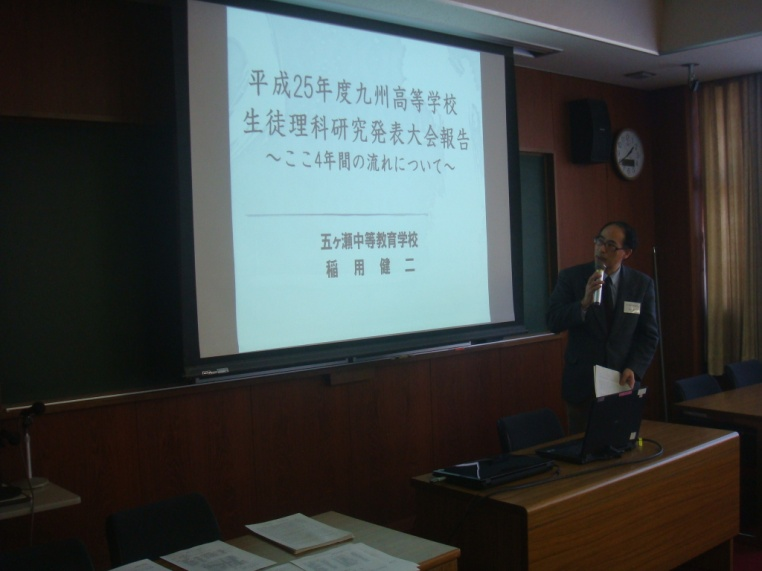 平成25年度九州高等学校
生徒理科研究発表大会報告
～ここ4年間の流れについて～
五ヶ瀬中等教育学校
稲用健二